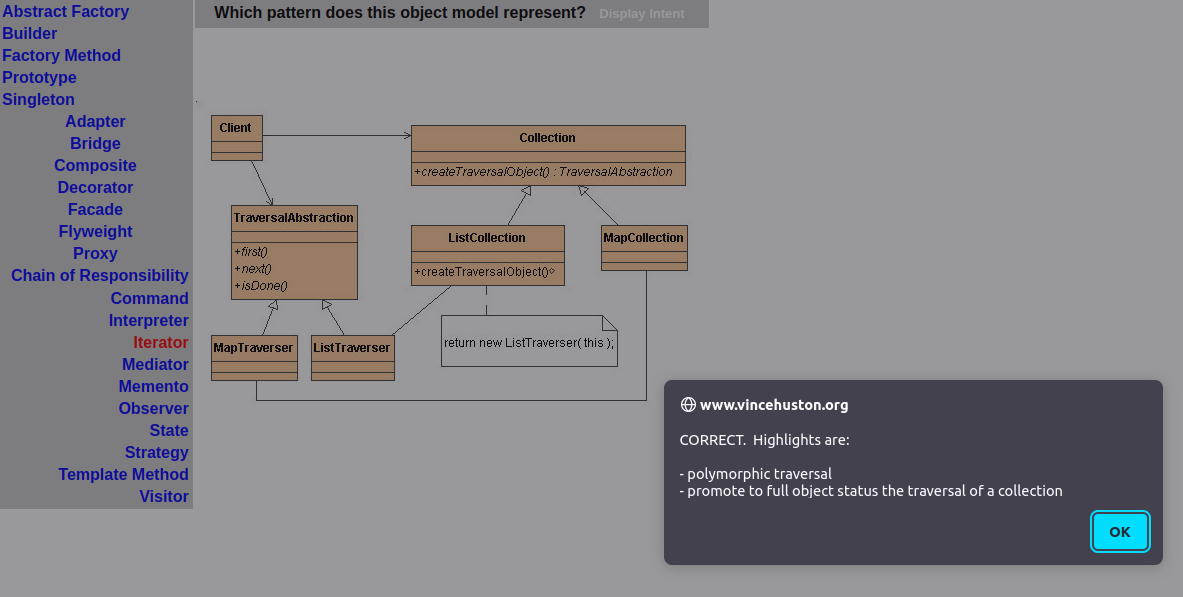 Abstract Factory
Builder
Factory Method
Prototype
Singleton
Adapter
Bridge
Composite
Decorator
Facade
Flyweight
Proxy
Chain of Responsibility
Command
Interpreter
Iterator
Mediator
Memento
Observer
State
Strategy
Template Method
Visitor
Which pattern does this object model represent? Display Intent
Client
Collection
+createTraversalObject() : TraversalAbstraction
TraversalAbstraction
+first()
+next()
+isDone()
ListCollection
+createTraversalObject()
MapCollection
MapTraverser
ListTraverser
return new ListTraverser( this );
www.vincehuston.org
CORRECT. Highlights are:
- polymorphic traversal
- promote to full object status the traversal of a collection
OK